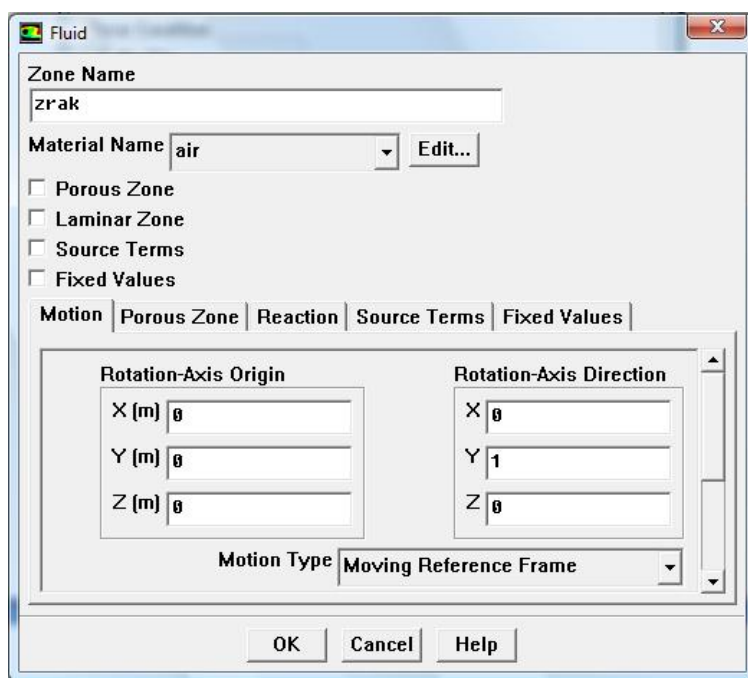 Fluid
Zone Name
zrak
Material Name air Edit...
Porous Zone
Laminar Zone
Source Terms
Fixed Values
Motion Porous Zone Reaction Source Terms Fixed Values
Rotation-Axis Origin Rotation-Axis Direction
X (m) 0 X 0
Y (m) 0 Y 1
Z (m) 0 Z 0
Motion Type Moving Reference Frame
OK Cancel Help